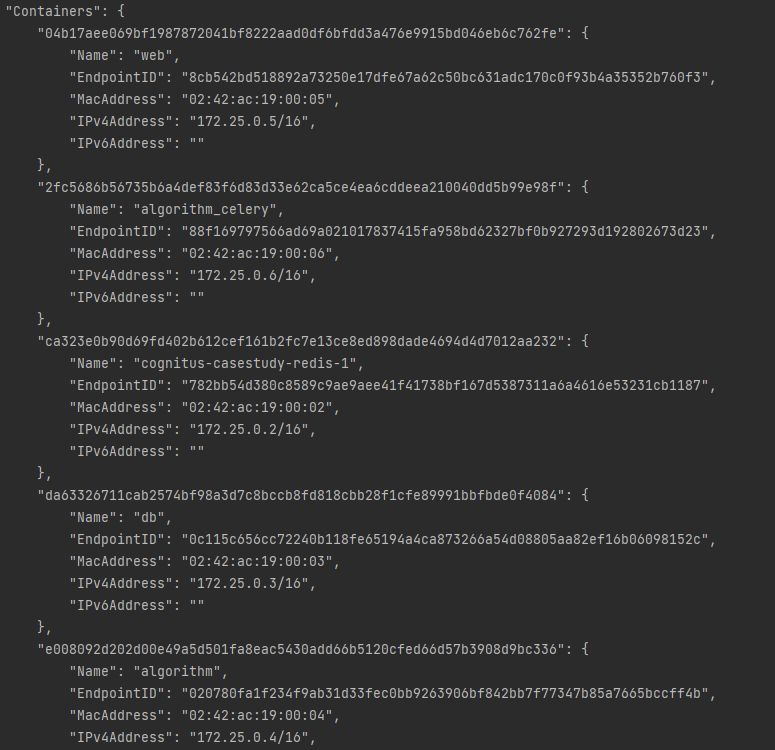 "Containers": {
"04b17aee069bf1987872041bf8222aad0df6bfdd3a476e9915bd046eb6c762fe": {
"Name": "web",
"EndpointID": "8cb542bd518892a73250e17dfe67a62c50bc631adc170c0f93b4a35352b760f3",
"MacAddress": "02:42:ac:19:00:05",
"IPv4Address": "172.25.0.5/16",
"IPv6Address": ""
},
"2fc5686b56735b6a4def83f6d83d33e62ca5ce4ea6cddeea210040dd5b99e98f": {
"Name": "algorithm_celery",
"EndpointID": "88f169797566ad69a021017837415fa958bd62327bf0b927293d192802673d23",
"MacAddress": "02:42:ac:19:00:06",
"IPv4Address": "172.25.0.6/16",
"IPv6Address": ""
},
"ca323e0b90d69fd402b612cef161b2fc7e13ce8ed898dade4694d4d7012aa232": {
"Name": "cognitus-casestudy-redis-1",
"EndpointID": "782bb54d380c8589c9ae9aee41f41738bf167d5387311a6a4616e53231cb1187",
"MacAddress": "02:42:ac:19:00:02",
"IPv4Address": "172.25.0.2/16",
"IPv6Address": ""
},
"da63326711cab2574bf98a3d7c8bccb8fd818cbb28f1cfe89991bbfbde0f4084": {
"Name": "db",
"EndpointID": "0c115c656cc72240b118fe65194a4ca873266a54d08805aa82ef16b06098152c",
"MacAddress": "02:42:ac:19:00:03",
"IPv4Address": "172.25.0.3/16",
"IPv6Address": ""
},
"e008092d202d00e49a5d501fa8eac5430add66b5120cfed66d57b3908d9bc336": {
"Name": "algorithm",
"EndpointID": "020780fa1f234f9ab31d33fec0bb9263906bf842bb7f77347b85a7665bccff4b",
"MacAddress": "02:42:ac:19:00:04",
"IPv4Address": "172.25.0.4/16",